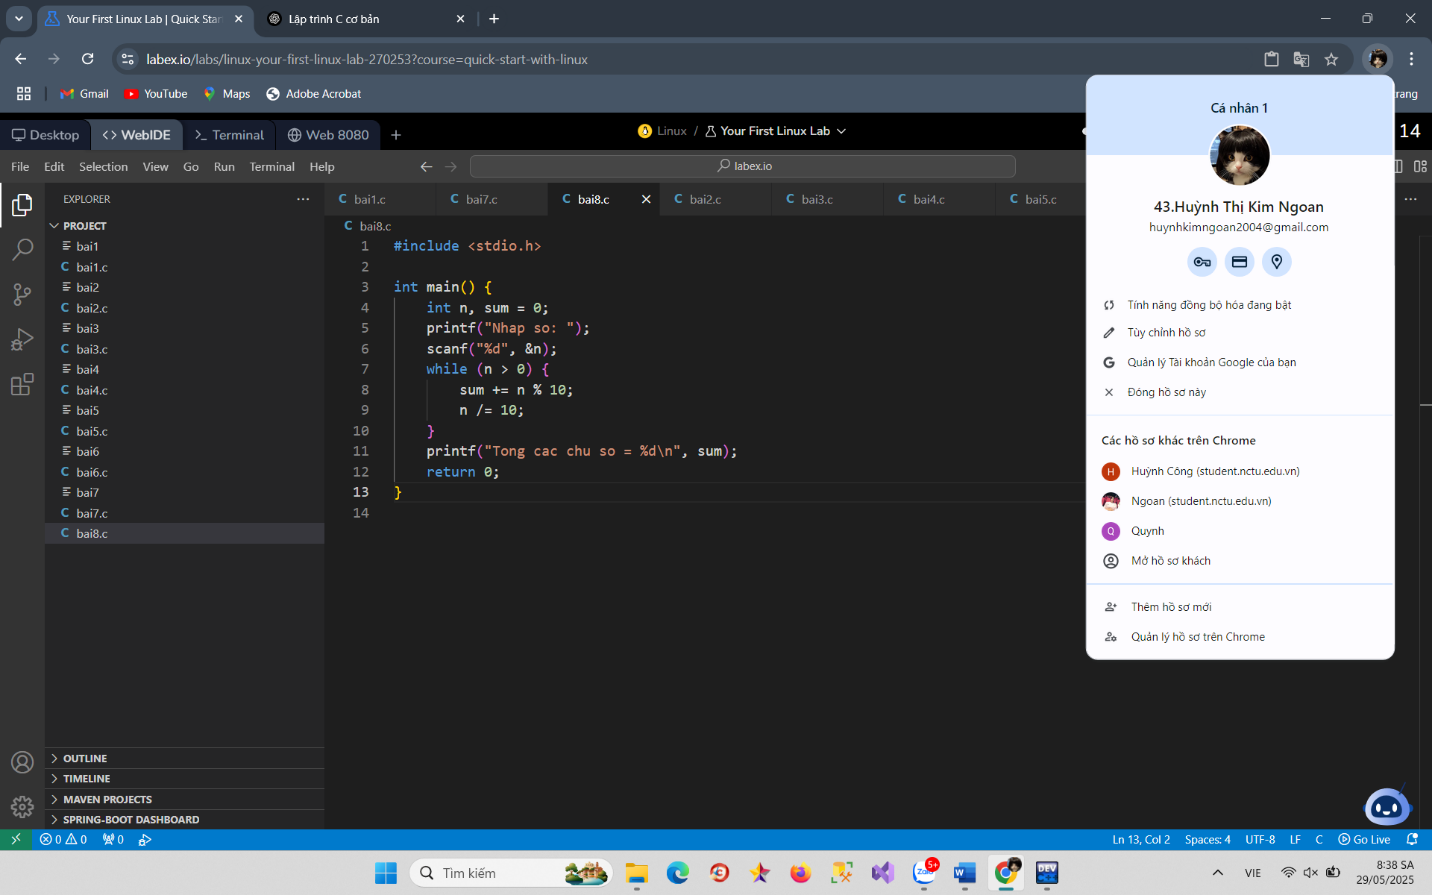 Your First Linux Lab | Quick Star
Lập trình C cơ bản
labex.io/labs/linux-your-first-linux-lab-270253?course=quick-start-with-linux
Gmail
YouTube
Maps
Adobe Acrobat
trang
Desktop
WebIDE
Terminal
Web 8080
Linux / Your First Linux Lab
14
File Edit Selection View Go Run Terminal Help
labex.io
EXPLORER
bai1.c
bai7.c
bai8.c
bai2.c
bai3.c
bai4.c
bai5.c
PROJECT
bai1
C bai1.c
bai2
C bai2.c
bai3
C bai3.c
bai4
C bai4.c
bai5
C bai5.c
bai6
C bai6.c
bai7
C bai7.c
C bai8.c
C bai8.c
1 #include <stdio.h>
2
3 int main() {
4 int n, sum = 0;
5 printf("Nhap so: ");
6 scanf("%d", &n);
7 while (n > 0) {
8 sum += n % 10;
9 n /= 10;
10 }
11 printf("Tong cac chu so = %d\n", sum);
12 return 0;
13 }
14
Cá nhân 1
43.Huỳnh Thị Kim Ngoan
huynhkimngoan2004@gmail.com
Tính năng đồng bộ hóa đang bật
Tùy chỉnh hồ sơ
Quản lý Tài khoản Google của bạn
Đóng hồ sơ này
Các hồ sơ khác trên Chrome
H Huỳnh Công (student.nctu.edu.vn)
Ngoan (student.nctu.edu.vn)
Q Quynh
Mở hồ sơ khách
Thêm hồ sơ mới
Quản lý hồ sơ trên Chrome
OUTLINE
TIMELINE
MAVEN PROJECTS
SPRING-BOOT DASHBOARD
0 0 0
Ln 13, Col 2 Spaces: 4 UTF-8 LF C Go Live
Tìm kiếm
Zalo
5+
W
DEV
VIE
8:38 SA
29/05/2025